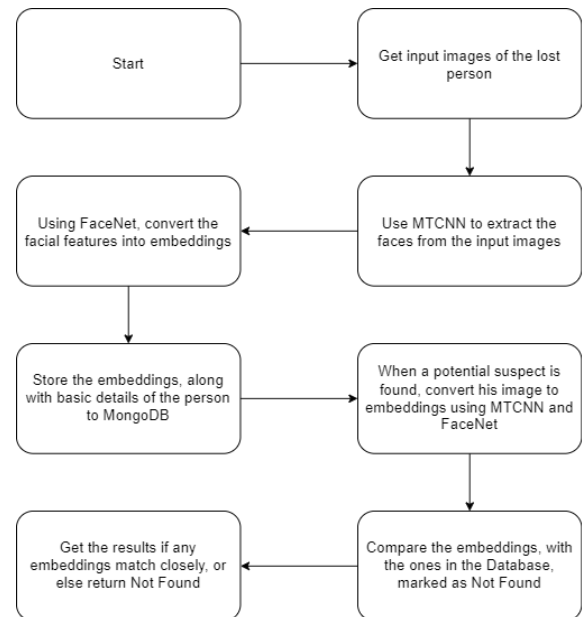 Start
Get input images of the lost
person
Use MTCNN to extract the
faces from the input images
Using FaceNet, convert the
facial features into embeddings
Store the embeddings, along
with basic details of the person
to MongoDB
When a potential suspect is
found, convert his image to
embeddings using MTCNN and
FaceNet
Compare the embeddings, with
the ones in the Database,
marked as Not Found
Get the results if any
embeddings match closely, or
else return Not Found